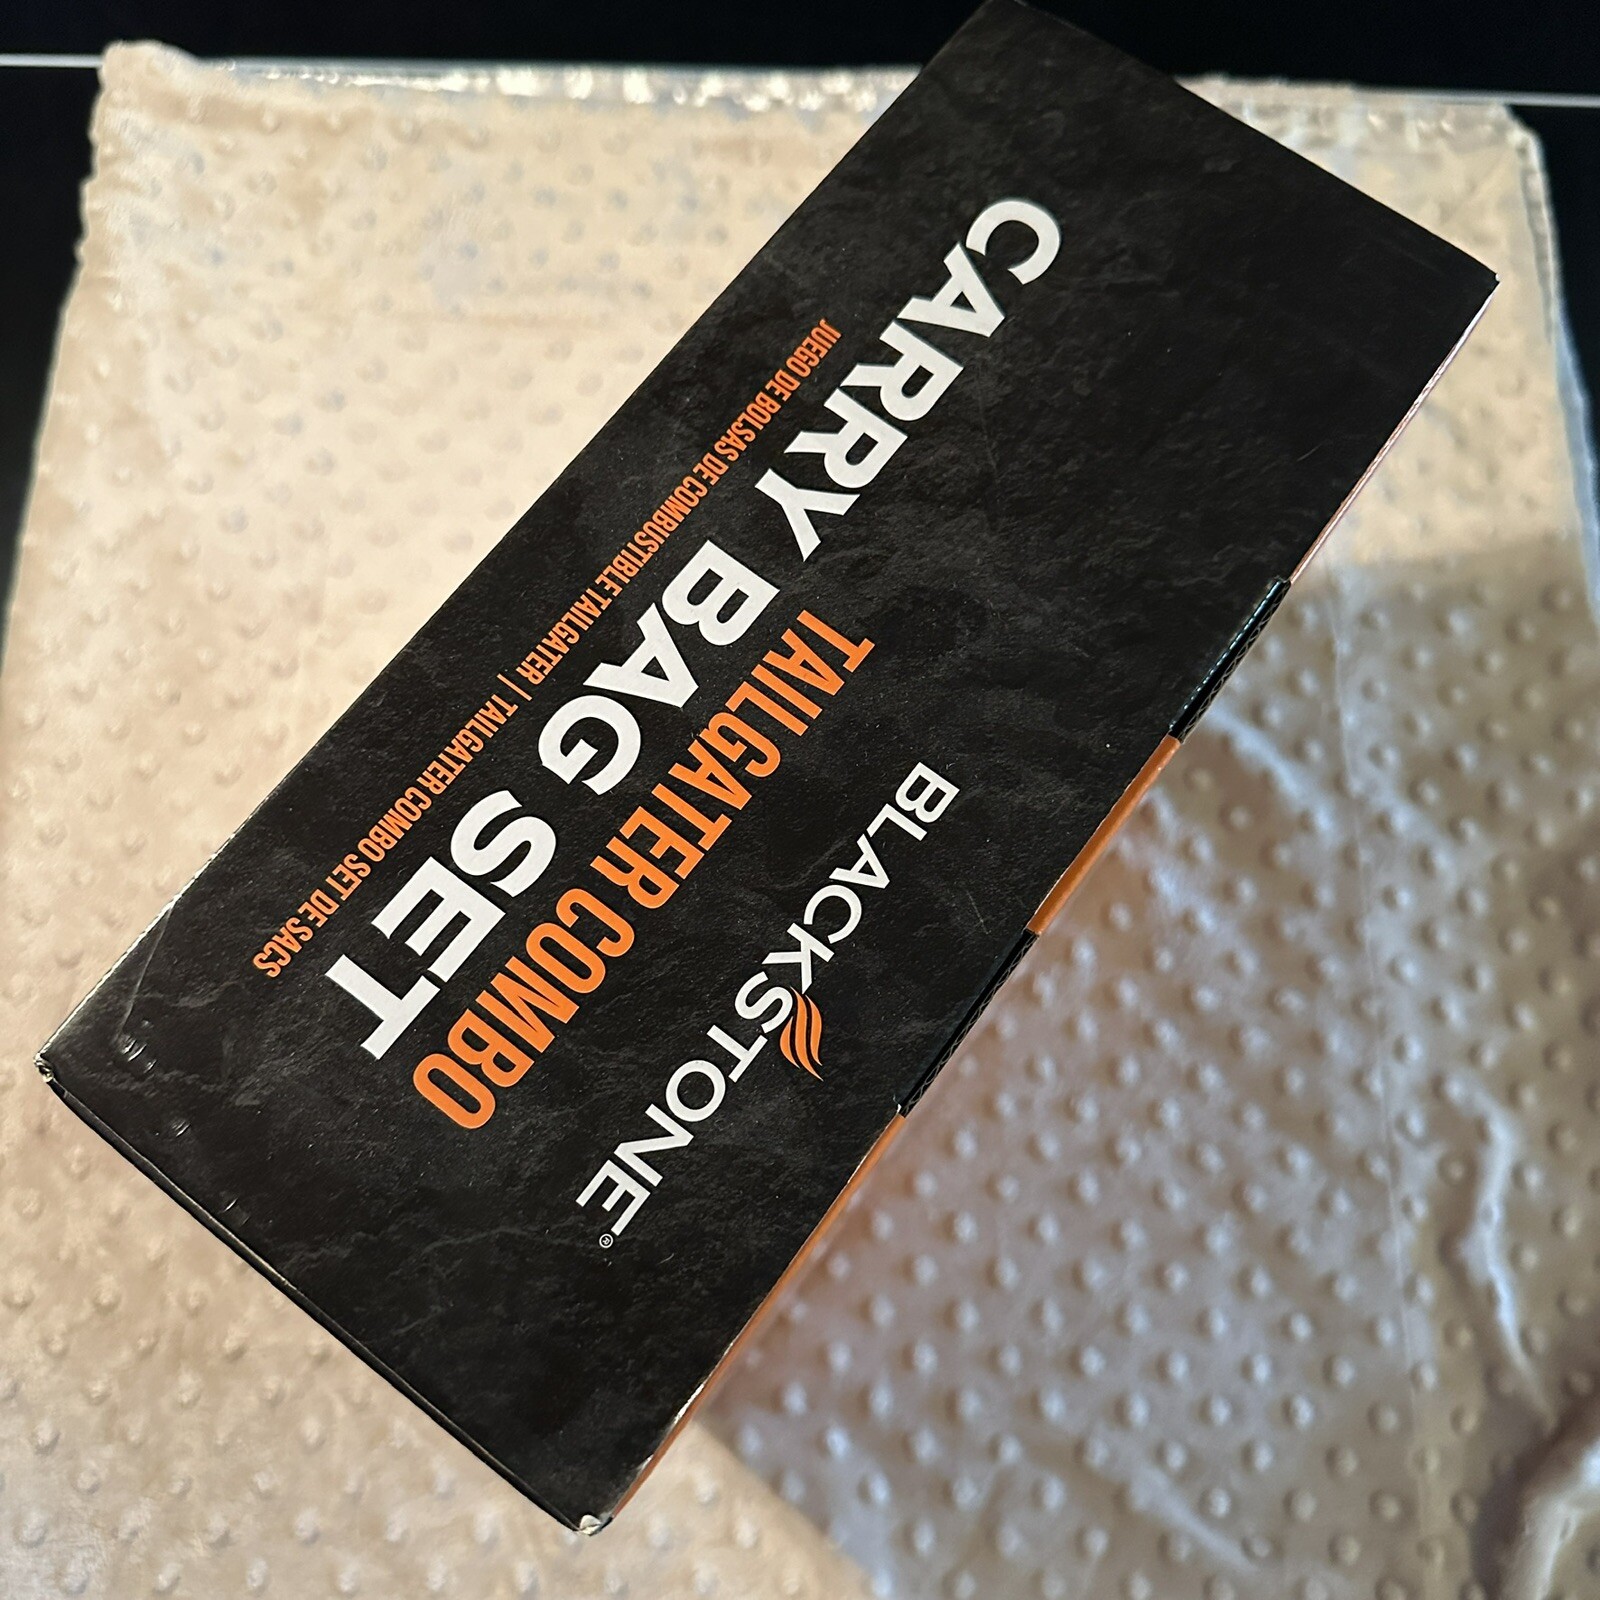 BLACKSTONE®
TAILGATER COMBO
CARRY BAG SET
JUEGO DE BOLSAS DE COMBUSTIBLE TAILGATER | TAILGATER COMBO SET DE SACS